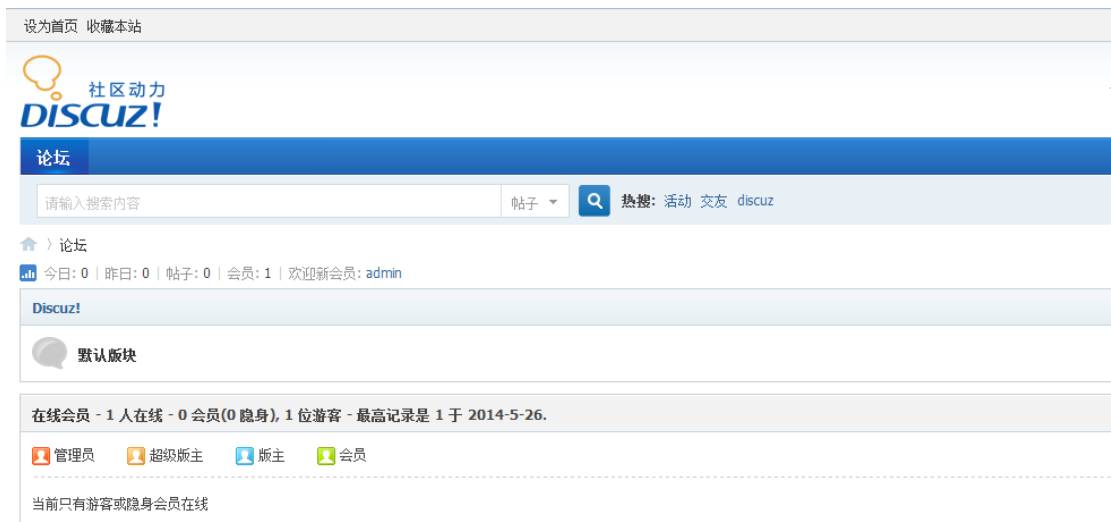 设为首页 收藏本站
社区动力
DISCUZ!
论坛
请输入搜索内容 帖子 热搜: 活动 交友 discuz
〉论坛
今日: 0 | 昨日: 0 | 帖子: 0 | 会员: 1 | 欢迎新会员: admin
Discuz!
默认版块
在线会员 - 1 人在线 - 0 会员(0 隐身), 1 位游客 - 最高记录是 1 于 2014-5-26.
管理员 超级版主 版主 会员
当前只有游客或隐身会员在线